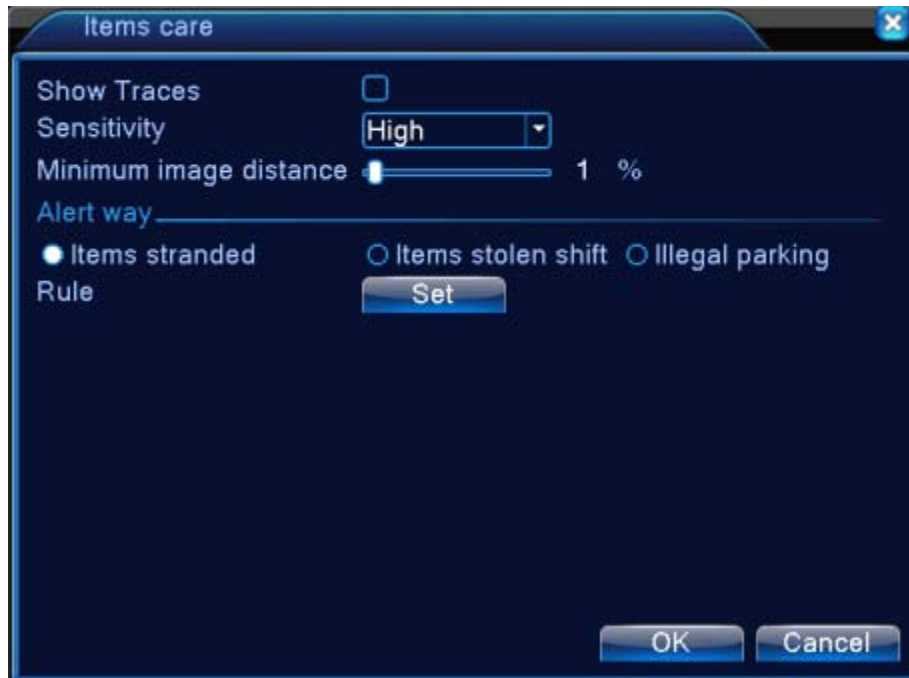 Items care
Show Traces
Sensitivity High
Minimum image distance 1 %
Alert way
Items stranded Items stolen shift Illegal parking
Rule Set
OK Cancel